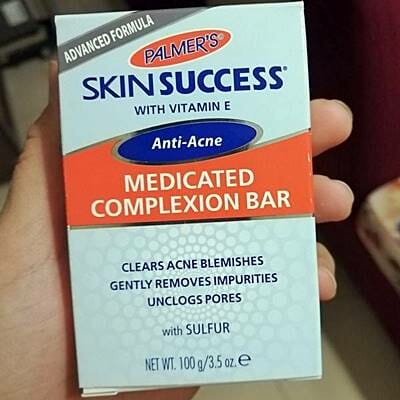 ADVANCED FORMULA
PALMER'S®
SKIN SUCCESS®
WITH VITAMIN E
Anti-Acne
MEDICATED
COMPLEXION BAR
CLEARS ACNE BLEMISHES
GENTLY REMOVES IMPURITIES
UNCLOGS PORES
with SULFUR
NET WT. 100 g/3.5 oz. ℮